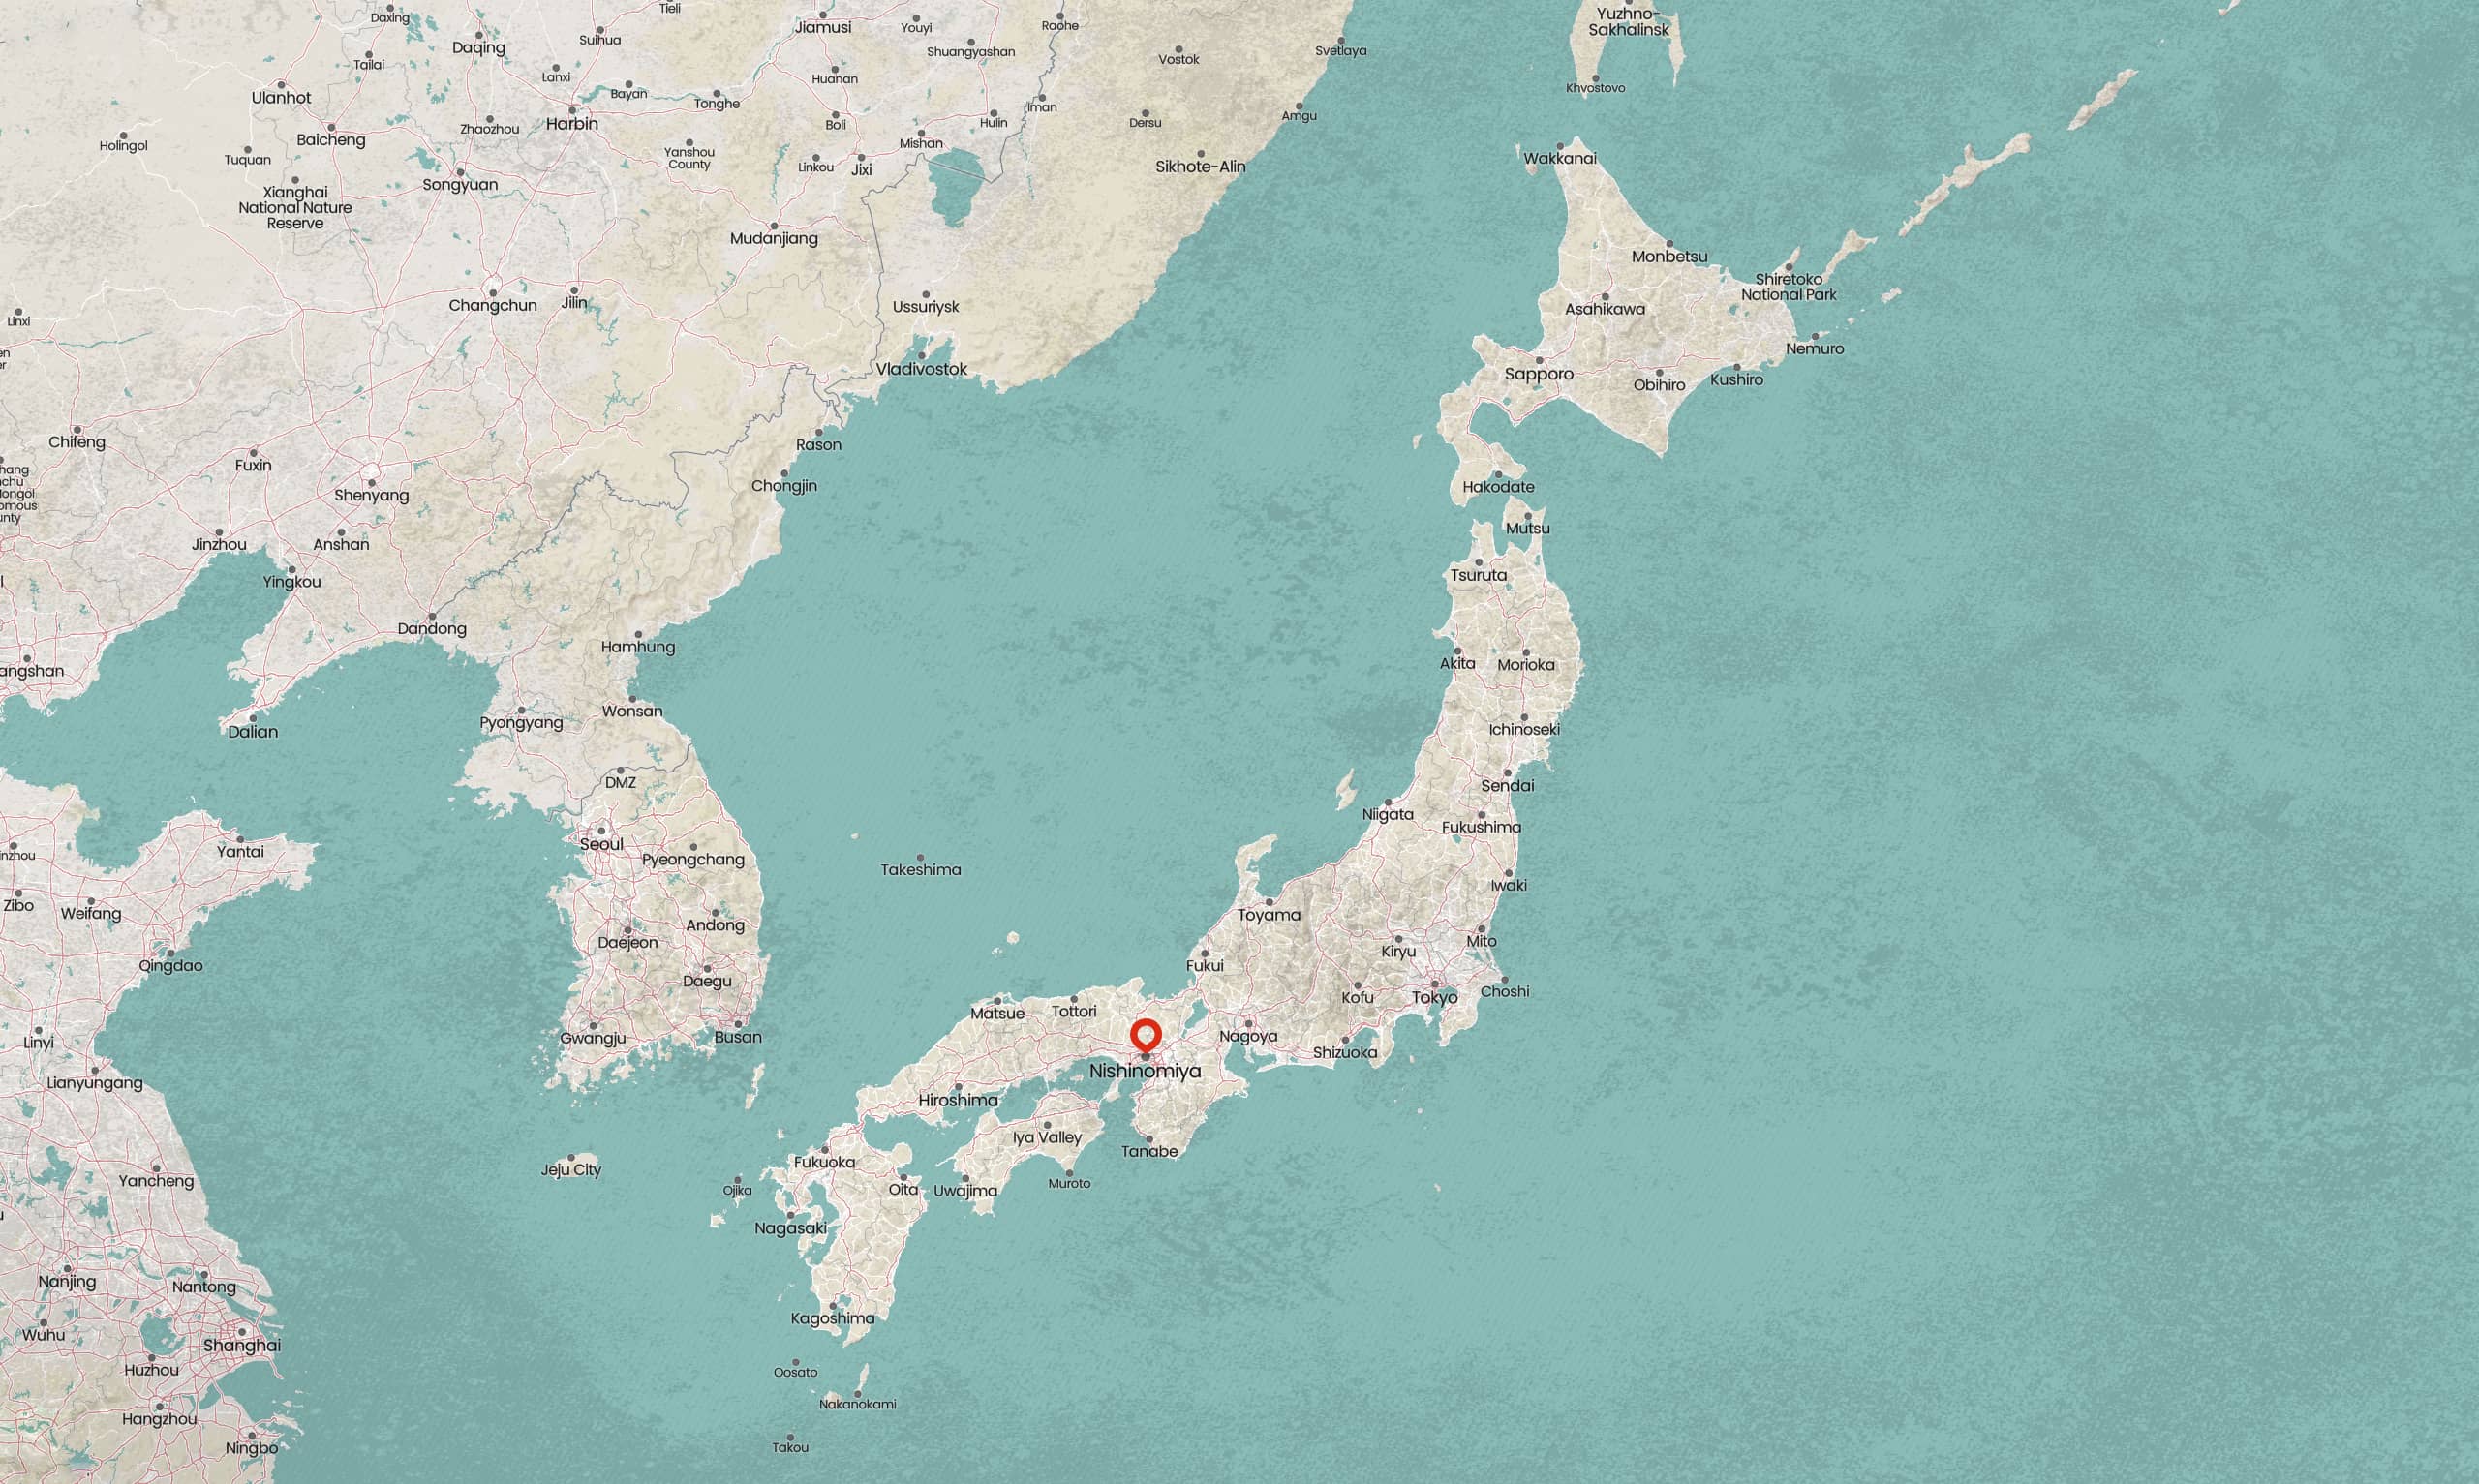 Daxing
Tieli
Jiamusi
Youyi
Raohe
Yuzhno-
Sakhalinsk
Daqing
Suihua
Shuangyashan
Svetlaya
Tailai
Vostok
Lanxi
Huanan
Ulanhot
Bayan
Tonghe
Iman
Khvostovo
Zhaozhou
Harbin
Boli
Hulin
Dersu
Amgu
Holingol
Baicheng
Mishan
Tuquan
Yanshou
County
Linkou
Jixi
Sikhote-Alin
Wakkanai
Xianghai
National Nature
Reserve
Songyuan
Mudanjiang
Monbetsu
Shiretoko
National Park
Linxi
Changchun
Jilin
Ussuriysk
Asahikawa
Vladivostok
Nemuro
Sapporo
Obihiro
Kushiro
Chifeng
Fuxin
Rason
Shenyang
Chongjin
Hakodate
Jinzhou
Anshan
Mutsu
Yingkou
Tsuruta
Dandong
Hamhung
angshan
Akita
Morioka
Dalian
Pyongyang
Wonsan
Ichinoseki
DMZ
Sendai
Niigata
Fukushima
Seoul
Yantai
Pyeongchang
Takeshima
inzhou
Iwaki
Zibo
Weifang
Toyama
Andong
Daejeon
Kiryu
Mito
Qingdao
Daegu
Fukui
Kofu
Tokyo
Choshi
Matsue
Tottori
Linyi
Gwangju
Busan
Nagoya
Shizuoka
Nishinomiya
Lianyungang
Hiroshima
Iya Valley
Tanabe
Jeju City
Fukuoka
Yancheng
Ojika
Oita
Uwajima
Muroto
Nagasaki
Nanjing
Nantong
Kagoshima
Wuhu
Shanghai
Huzhou
Oosato
Nakanokami
Hangzhou
Ningbo
Takou